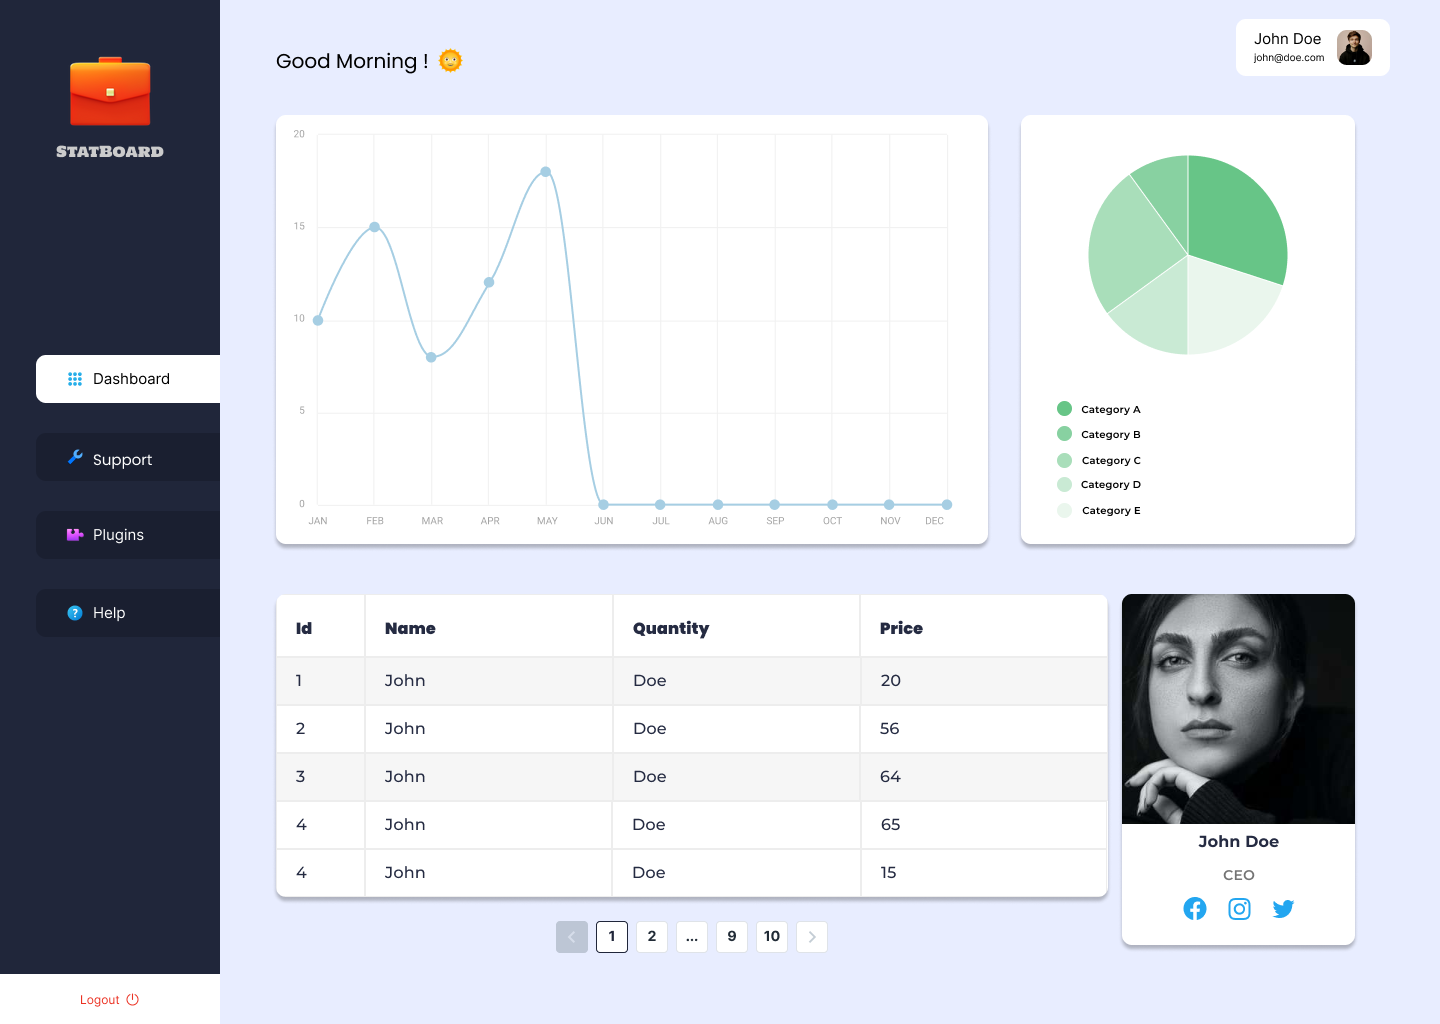 STATBOARD
Dashboard
Support
Plugins
Help
Logout
Good Morning !
John Doe
john@doe.com
20
15
10
5
0
JAN FEB MAR APR MAY JUN JUL AUG SEP OCT NOV DEC
Category A
Category B
Category C
Category D
Category E
Id Name Quantity Price
1 John Doe 20
2 John Doe 56
3 John Doe 64
4 John Doe 65
4 John Doe 15
1 2 ... 9 10
John Doe
CEO